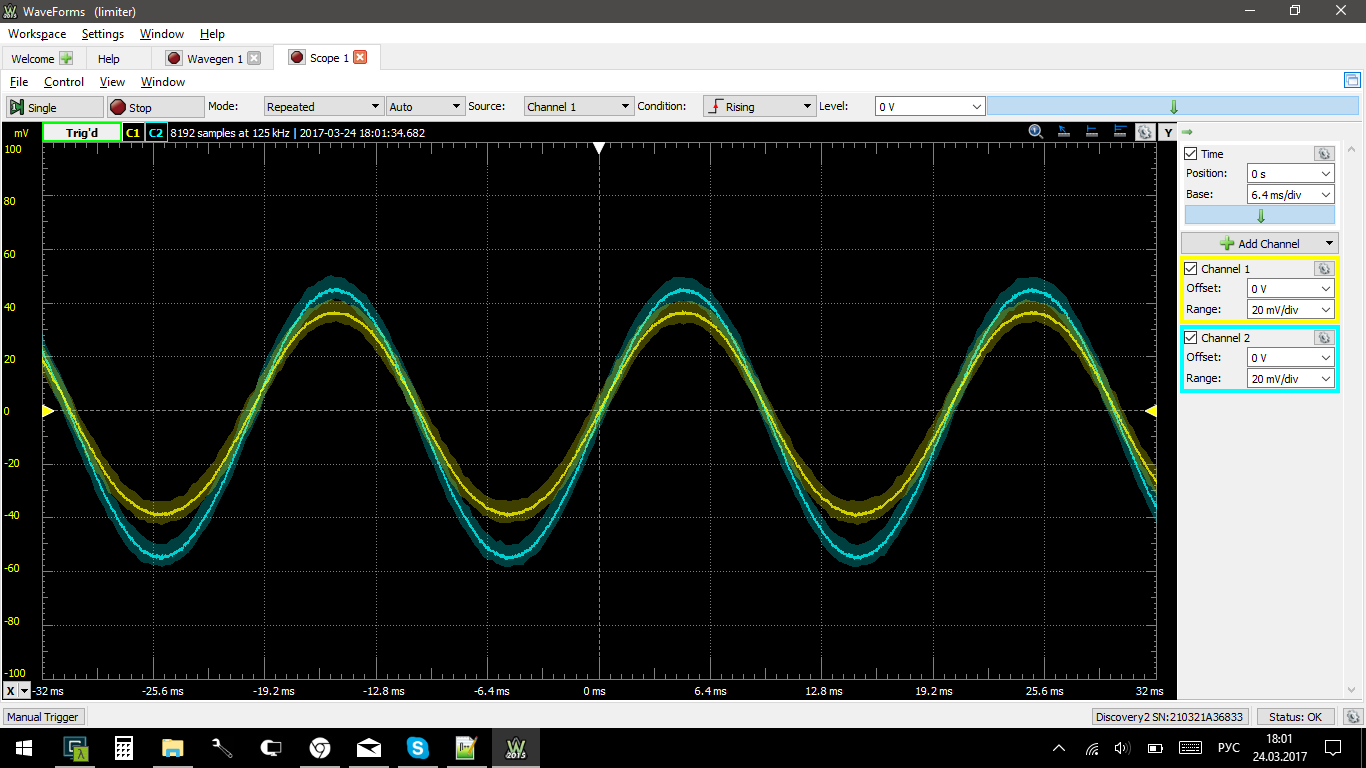 WaveForms (limiter)
Workspace Settings Window Help
Welcome Help Wavegen 1 Scope 1
File Control View Window
Single Stop Mode: Repeated Auto Source: Channel 1 Condition: Rising Level: 0 V
mV Trig'd C1 C2 8192 samples at 125 kHz | 2017-03-24 18:01:34.682 Y
100
80
60
40
20
0
-20
-40
-60
-80
-100
X -32 ms -25.6 ms -19.2 ms -12.8 ms -6.4 ms 0 ms 6.4 ms 12.8 ms 19.2 ms 25.6 ms 32 ms
Time
Position: 0 s
Base: 6.4 ms/div
Add Channel
Channel 1
Offset: 0 V
Range: 20 mV/div
Channel 2
Offset: 0 V
Range: 20 mV/div
Manual Trigger Discovery2 SN:210321A36833 Status: OK
2015
РУС 18:01
24.03.2017